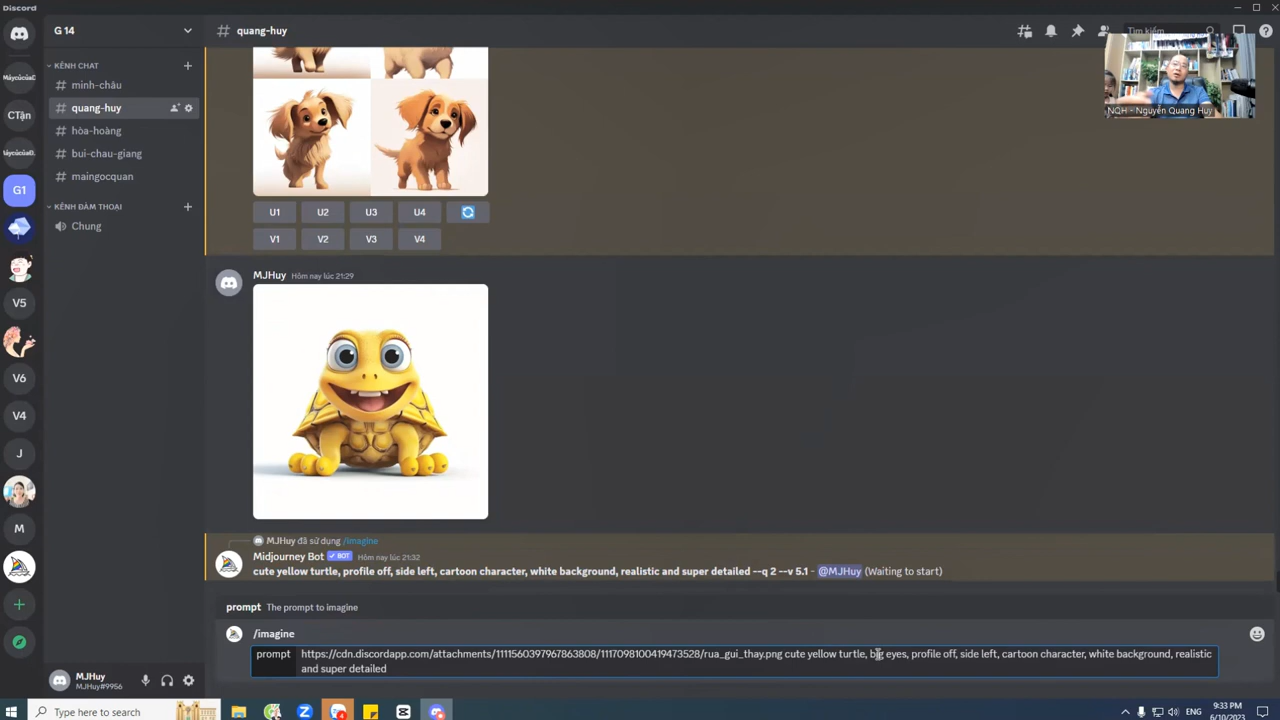 Discord
G 14
quang-huy
Tìm kiếm
KÊNH CHAT
minh-châu
quang-huy
hòa-hoàng
bui-chau-giang
maingocquan
KÊNH ĐÀM THOẠI
Chung
CTận
G1
V5
V6
V4
J
M
NQH - Nguyễn Quang Huy
U1 U2 U3 U4
V1 V2 V3 V4
MJHuy Hôm nay lúc 21:29
MJHuy đã sử dụng /imagine
Midjourney Bot BOT Hôm nay lúc 21:32
cute yellow turtle, profile off, side left, cartoon character, white background, realistic and super detailed --q 2 --v 5.1 - @MJHuy (Waiting to start)
prompt The prompt to imagine
/imagine
prompt https://cdn.discordapp.com/attachments/1111560397967863808/1117098100419473528/rua_gui_thay.png cute yellow turtle, big eyes, profile off, side left, cartoon character, white background, realistic
and super detailed
MJHuy
MJHuy#9956
Type here to search
4
9:33 PM
6/10/2023